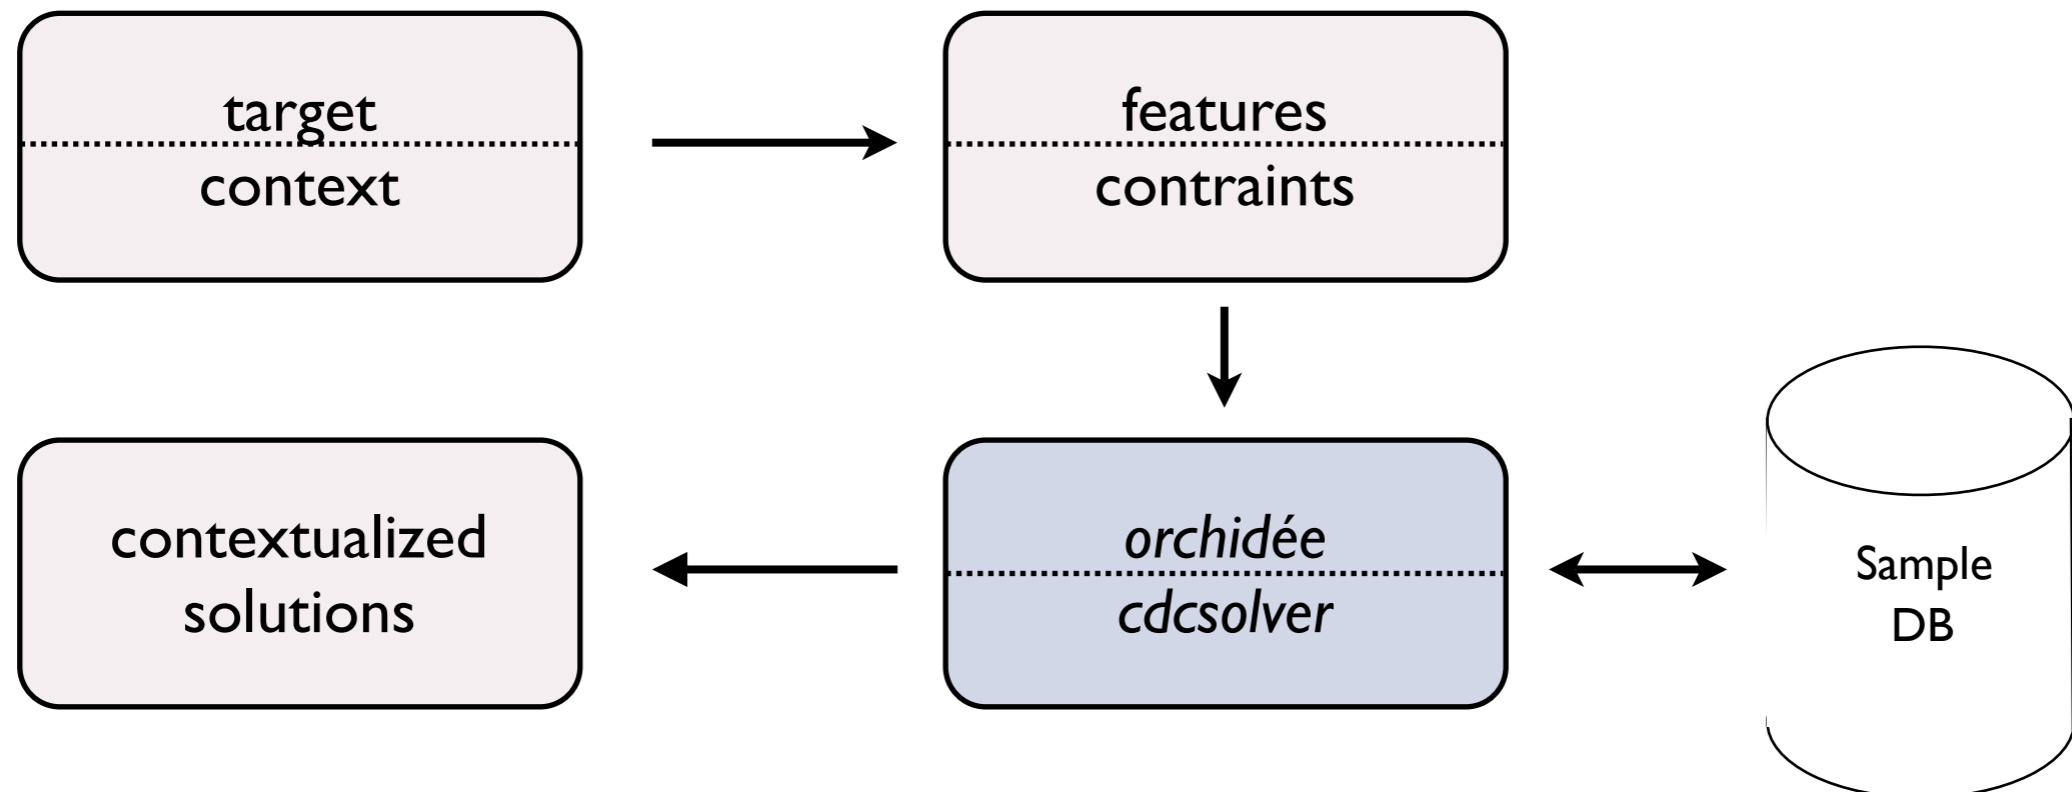 target
context
features
contraints
contextualized
solutions
orchidée
cdcsolver
Sample
DB